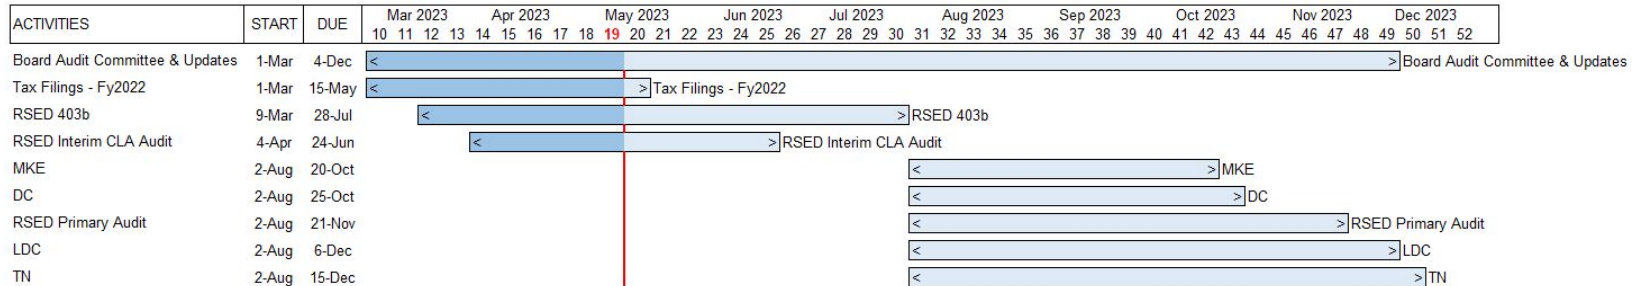 ACTIVITIES START DUE Mar 2023 Apr 2023 May 2023 Jun 2023 Jul 2023 Aug 2023 Sep 2023 Oct 2023 Nov 2023 Dec 2023
10 11 12 13 14 15 16 17 18 19 20 21 22 23 24 25 26 27 28 29 30 31 32 33 34 35 36 37 38 39 40 41 42 43 44 45 46 47 48 49 50 51 52
Board Audit Committee & Updates 1-Mar 4-Dec < > Board Audit Committee & Updates
Tax Filings - Fy2022 1-Mar 15-May < > Tax Filings - Fy2022
RSED 403b 9-Mar 28-Jul < > RSED 403b
RSED Interim CLA Audit 4-Apr 24-Jun < > RSED Interim CLA Audit
MKE 2-Aug 20-Oct < > MKE
DC 2-Aug 25-Oct < > DC
RSED Primary Audit 2-Aug 21-Nov < > RSED Primary Audit
LDC 2-Aug 6-Dec < > LDC
TN 2-Aug 15-Dec < > TN